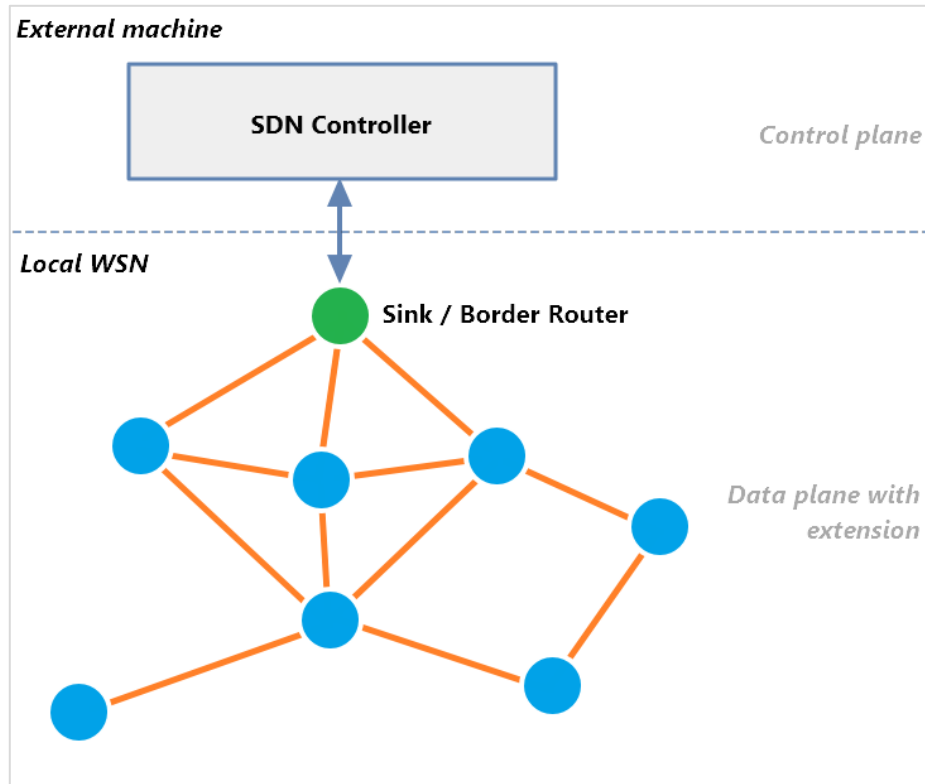 External machine
SDN Controller
Control plane
Local WSN
Sink / Border Router
Data plane with
extension